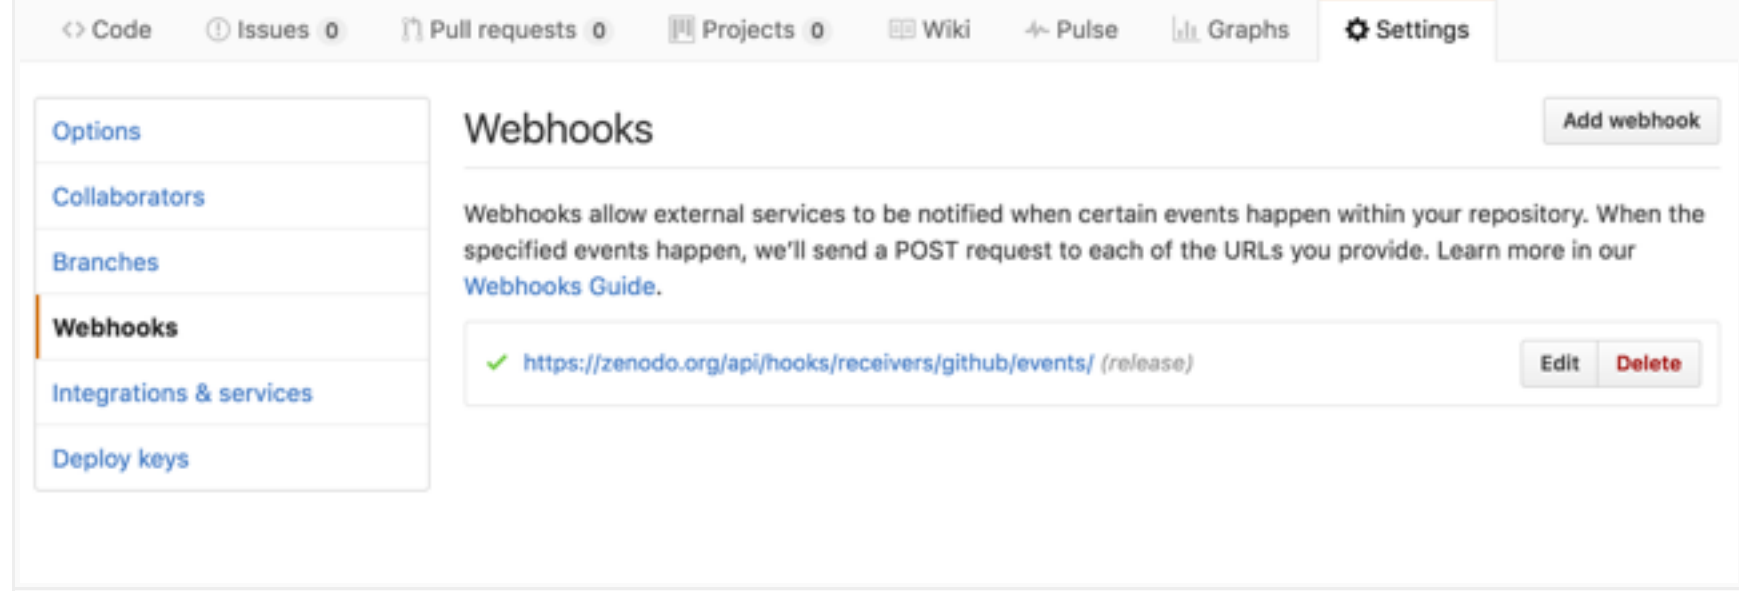 Code Issues 0 Pull requests 0 Projects 0 Wiki Pulse Graphs Settings
Options
Collaborators
Branches
Webhooks
Integrations & services
Deploy keys
Webhooks
Add webhook
Webhooks allow external services to be notified when certain events happen within your repository. When the
specified events happen, we'll send a POST request to each of the URLs you provide. Learn more in our
Webhooks Guide.
https://zenodo.org/api/hooks/receivers/github/events/ (release)
Edit Delete